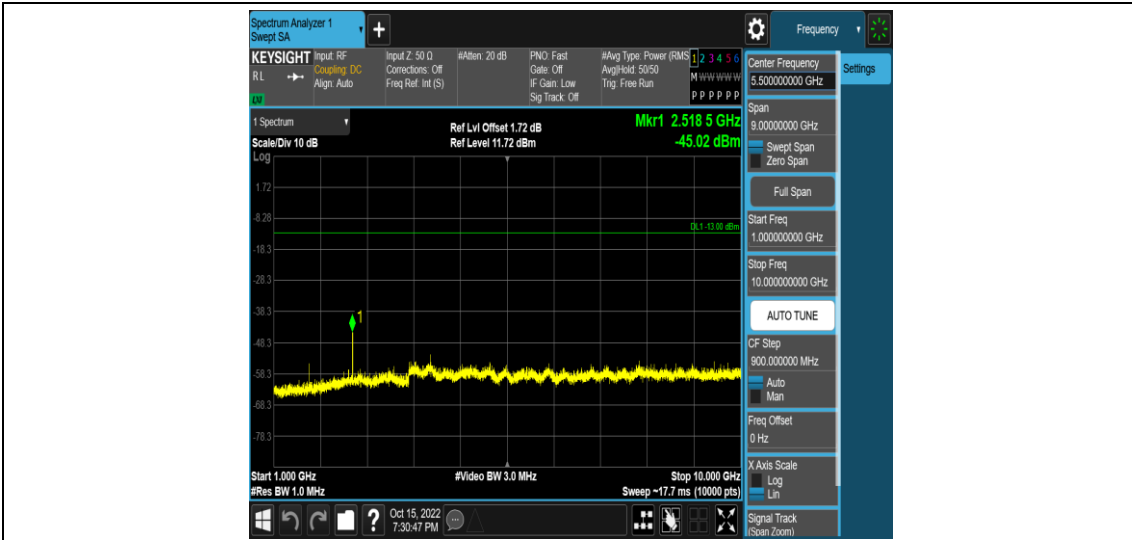 Spectrum Analyzer 1
Swept SA
+
Frequency
KEYSIGHT
RL
LXI
Input: RF
Coupling: DC
Align: Auto
Input Z: 50 Ω
Corrections: Off
Freq Ref: Int (S)
#Atten: 20 dB
PNO: Fast
Gate: Off
IF Gain: Low
Sig Track: Off
#Avg Type: Power (RMS
Avg|Hold: 50/50
Trig: Free Run
1 2 3 4 5 6
M W W W W W
P P P P P P
1 Spectrum
Scale/Div 10 dB
Log
Ref Lvl Offset 1.72 dB
Ref Level 11.72 dBm
Mkr1 2.518 5 GHz
-45.02 dBm
1.72
-8.28
DL1 -13.00 dBm
-18.3
-28.3
-38.3
1
-48.3
-58.3
-68.3
-78.3
Start 1.000 GHz
#Res BW 1.0 MHz
#Video BW 3.0 MHz
Stop 10.000 GHz
Sweep ~17.7 ms (10000 pts)
?
Oct 15, 2022
7:30:47 PM
Center Frequency
5.500000000 GHz
Settings
Span
9.00000000 GHz
Swept Span
Zero Span
Full Span
Start Freq
1.000000000 GHz
Stop Freq
10.000000000 GHz
AUTO TUNE
CF Step
900.000000 MHz
Auto
Man
Freq Offset
0 Hz
X Axis Scale
Log
Lin
Signal Track
(Span Zoom)